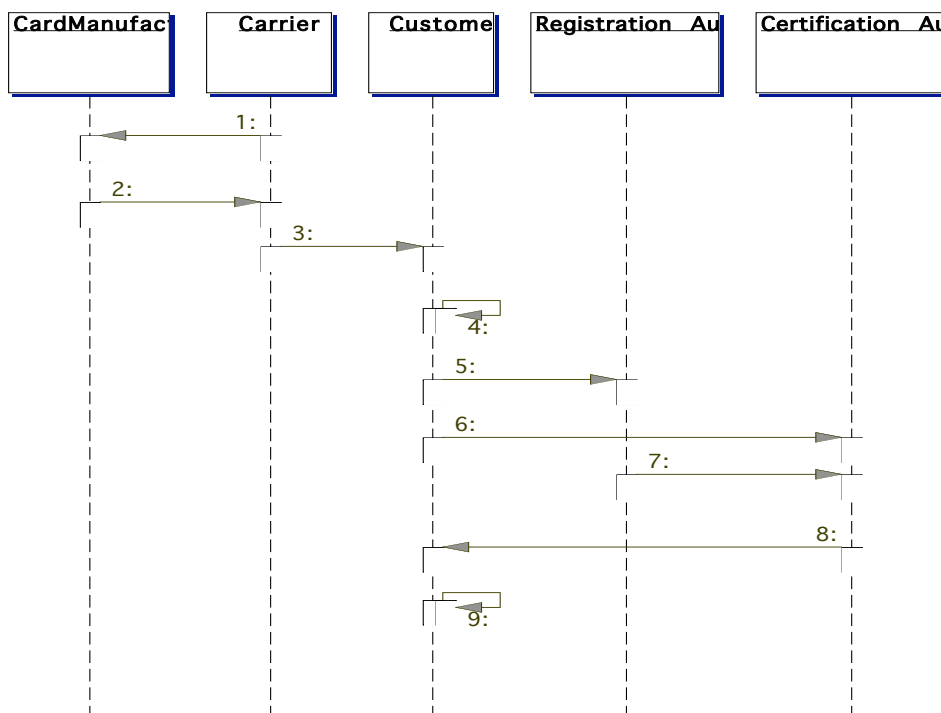 CardManufac
Carrier
Custome
Registration Au
Certification Au
1:
2:
3:
4:
5:
6:
7:
8:
9: